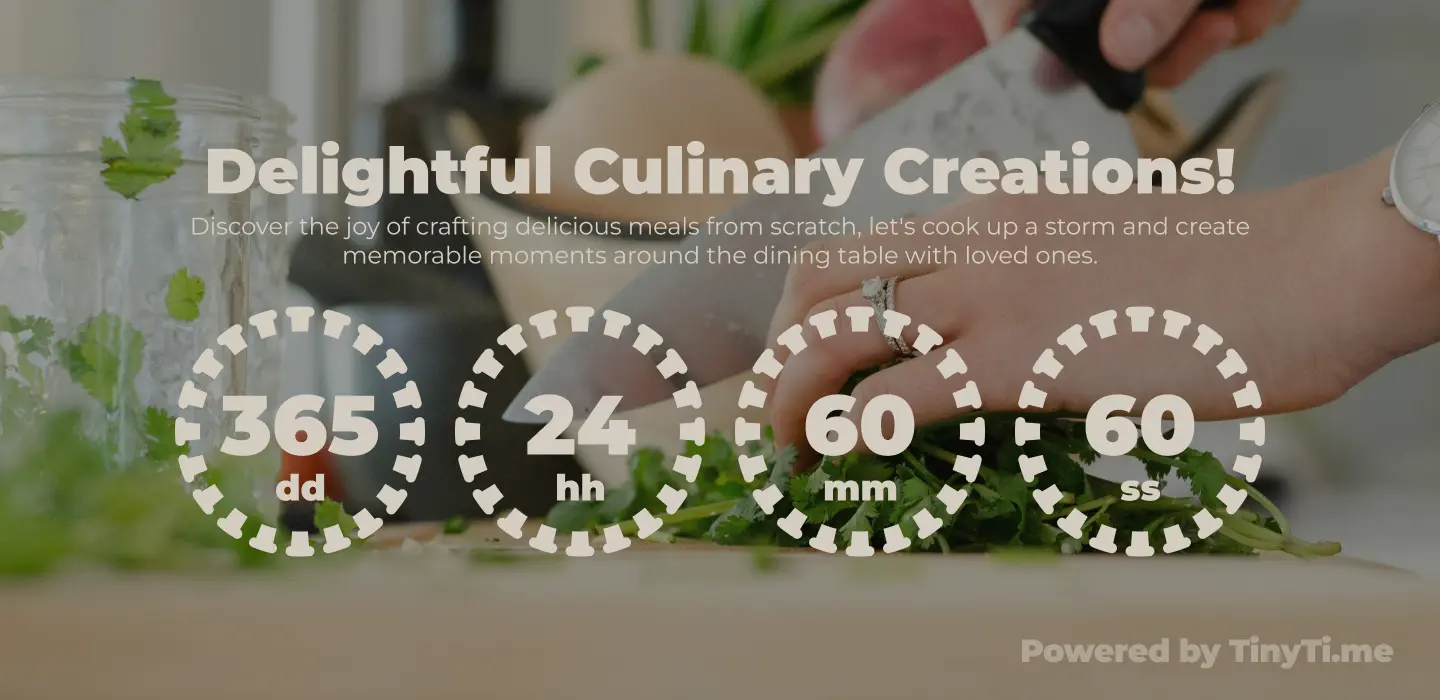 Delightful Culinary Creations!
Discover the joy of crafting delicious meals from scratch, let's cook up a storm and create
memorable moments around the dining table with loved ones.
365 24 60 60
dd hh mm ss
Powered by TinyTi.me